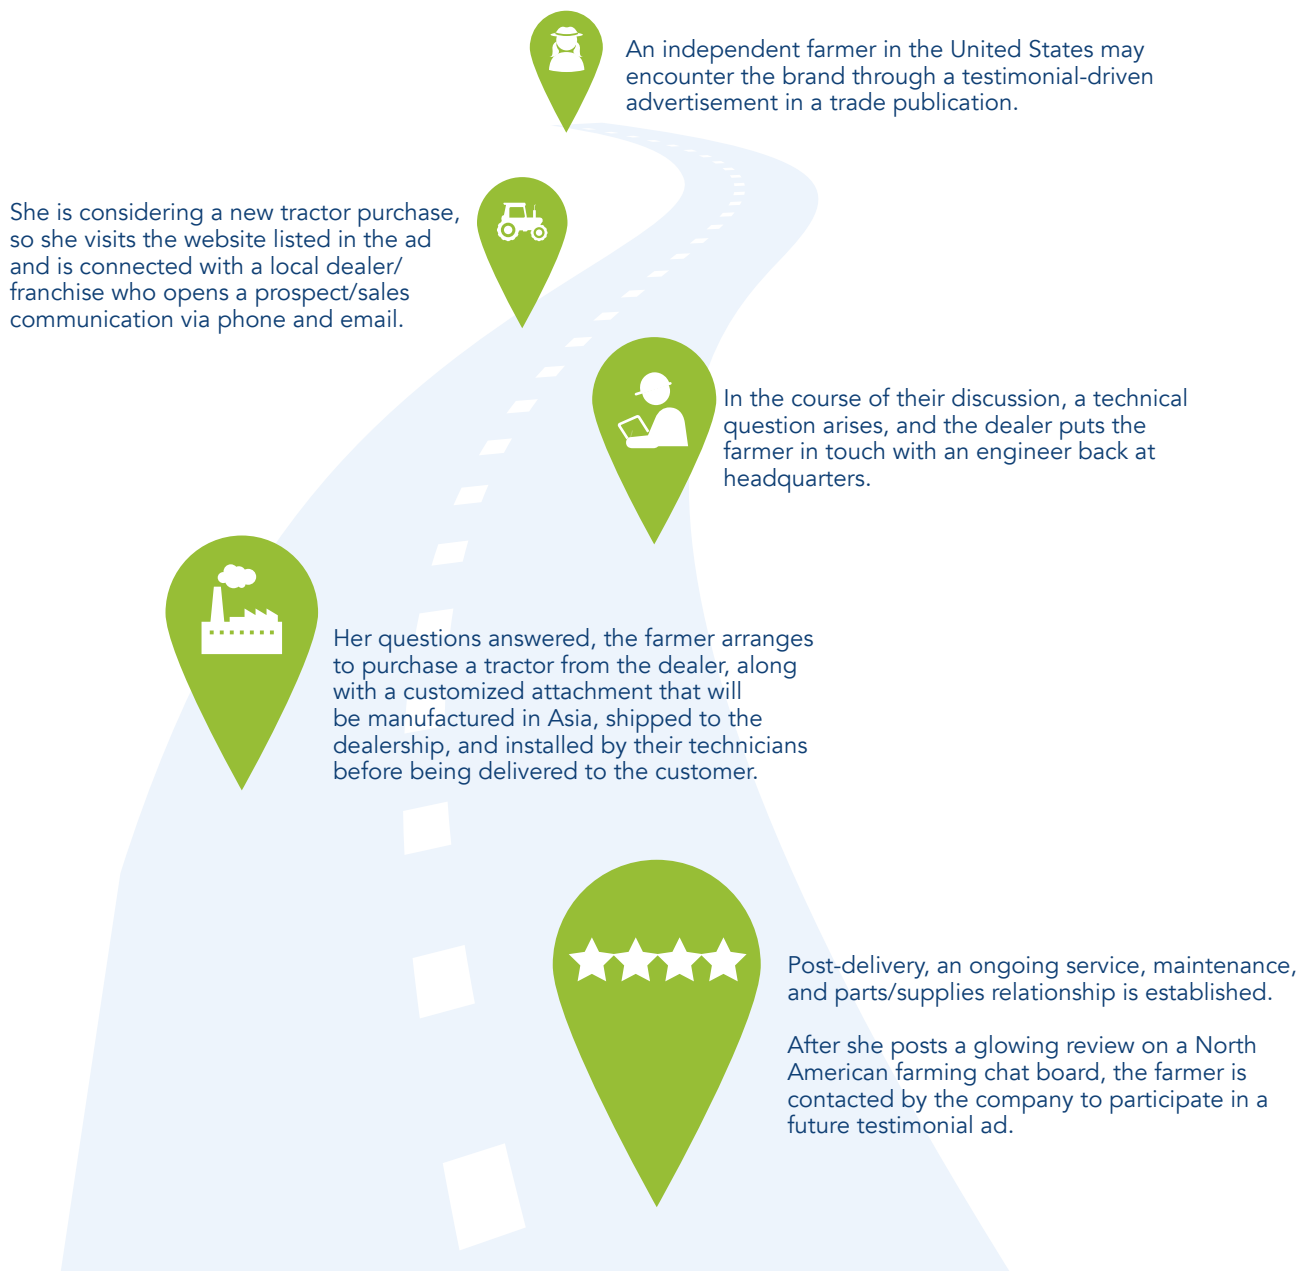 An independent farmer in the United States may
encounter the brand through a testimonial-driven
advertisement in a trade publication.
She is considering a new tractor purchase,
so she visits the website listed in the ad
and is connected with a local dealer/
franchise who opens a prospect/sales
communication via phone and email.
In the course of their discussion, a technical
question arises, and the dealer puts the
farmer in touch with an engineer back at
headquarters.
Her questions answered, the farmer arranges
to purchase a tractor from the dealer, along
with a customized attachment that will
be manufactured in Asia, shipped to the
dealership, and installed by their technicians
before being delivered to the customer.
Post-delivery, an ongoing service, maintenance,
and parts/supplies relationship is established.
After she posts a glowing review on a North
American farming chat board, the farmer is
contacted by the company to participate in a
future testimonial ad.